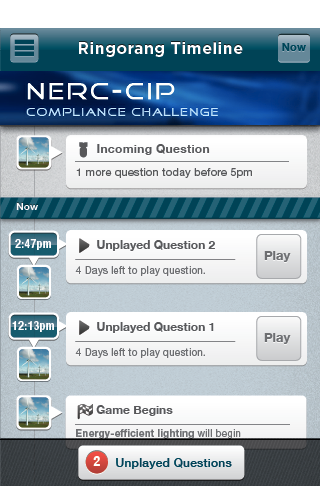 Ringorang Timeline
Now
NERC-CIP
COMPLIANCE CHALLENGE
Incoming Question
1 more question today before 5pm
Now
2:47pm
Unplayed Question 2
4 Days left to play question.
Play
12:13pm
Unplayed Question 1
4 Days left to play question.
Play
Game Begins
Energy-efficient lighting will begin
2 Unplayed Questions